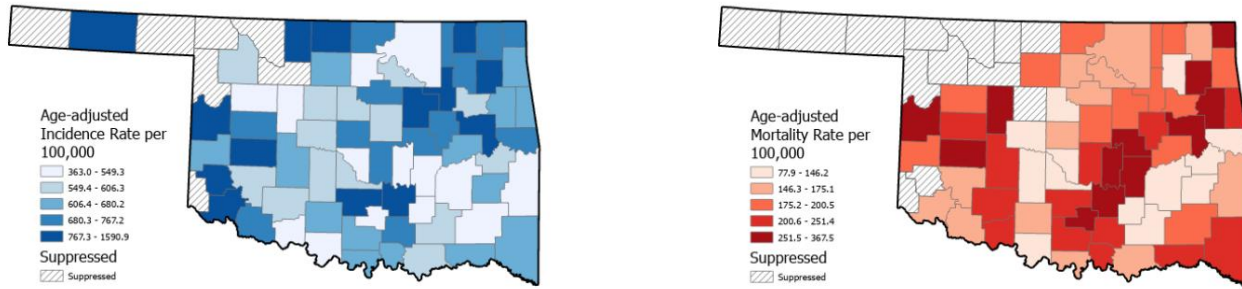 Age-adjusted
Incidence Rate per
100,000
363.0 - 549.3
549.4 - 606.3
606.4 - 680.2
680.3 - 767.2
767.3 - 1590.9
Suppressed
Suppressed
Age-adjusted
Mortality Rate per
100,000
77.9 - 146.2
146.3 - 175.1
175.2 - 200.5
200.6 - 251.4
251.5 - 367.5
Suppressed
Suppressed